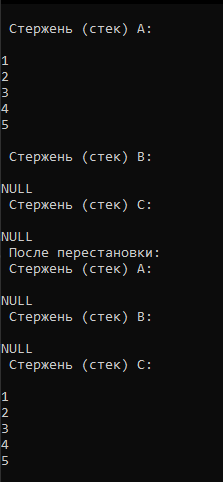 Стержень (стек) A:
1
2
3
4
5
Стержень (стек) B:
NULL
Стержень (стек) C:
NULL
После перестановки:
Стержень (стек) A:
NULL
Стержень (стек) B:
NULL
Стержень (стек) C:
1
2
3
4
5